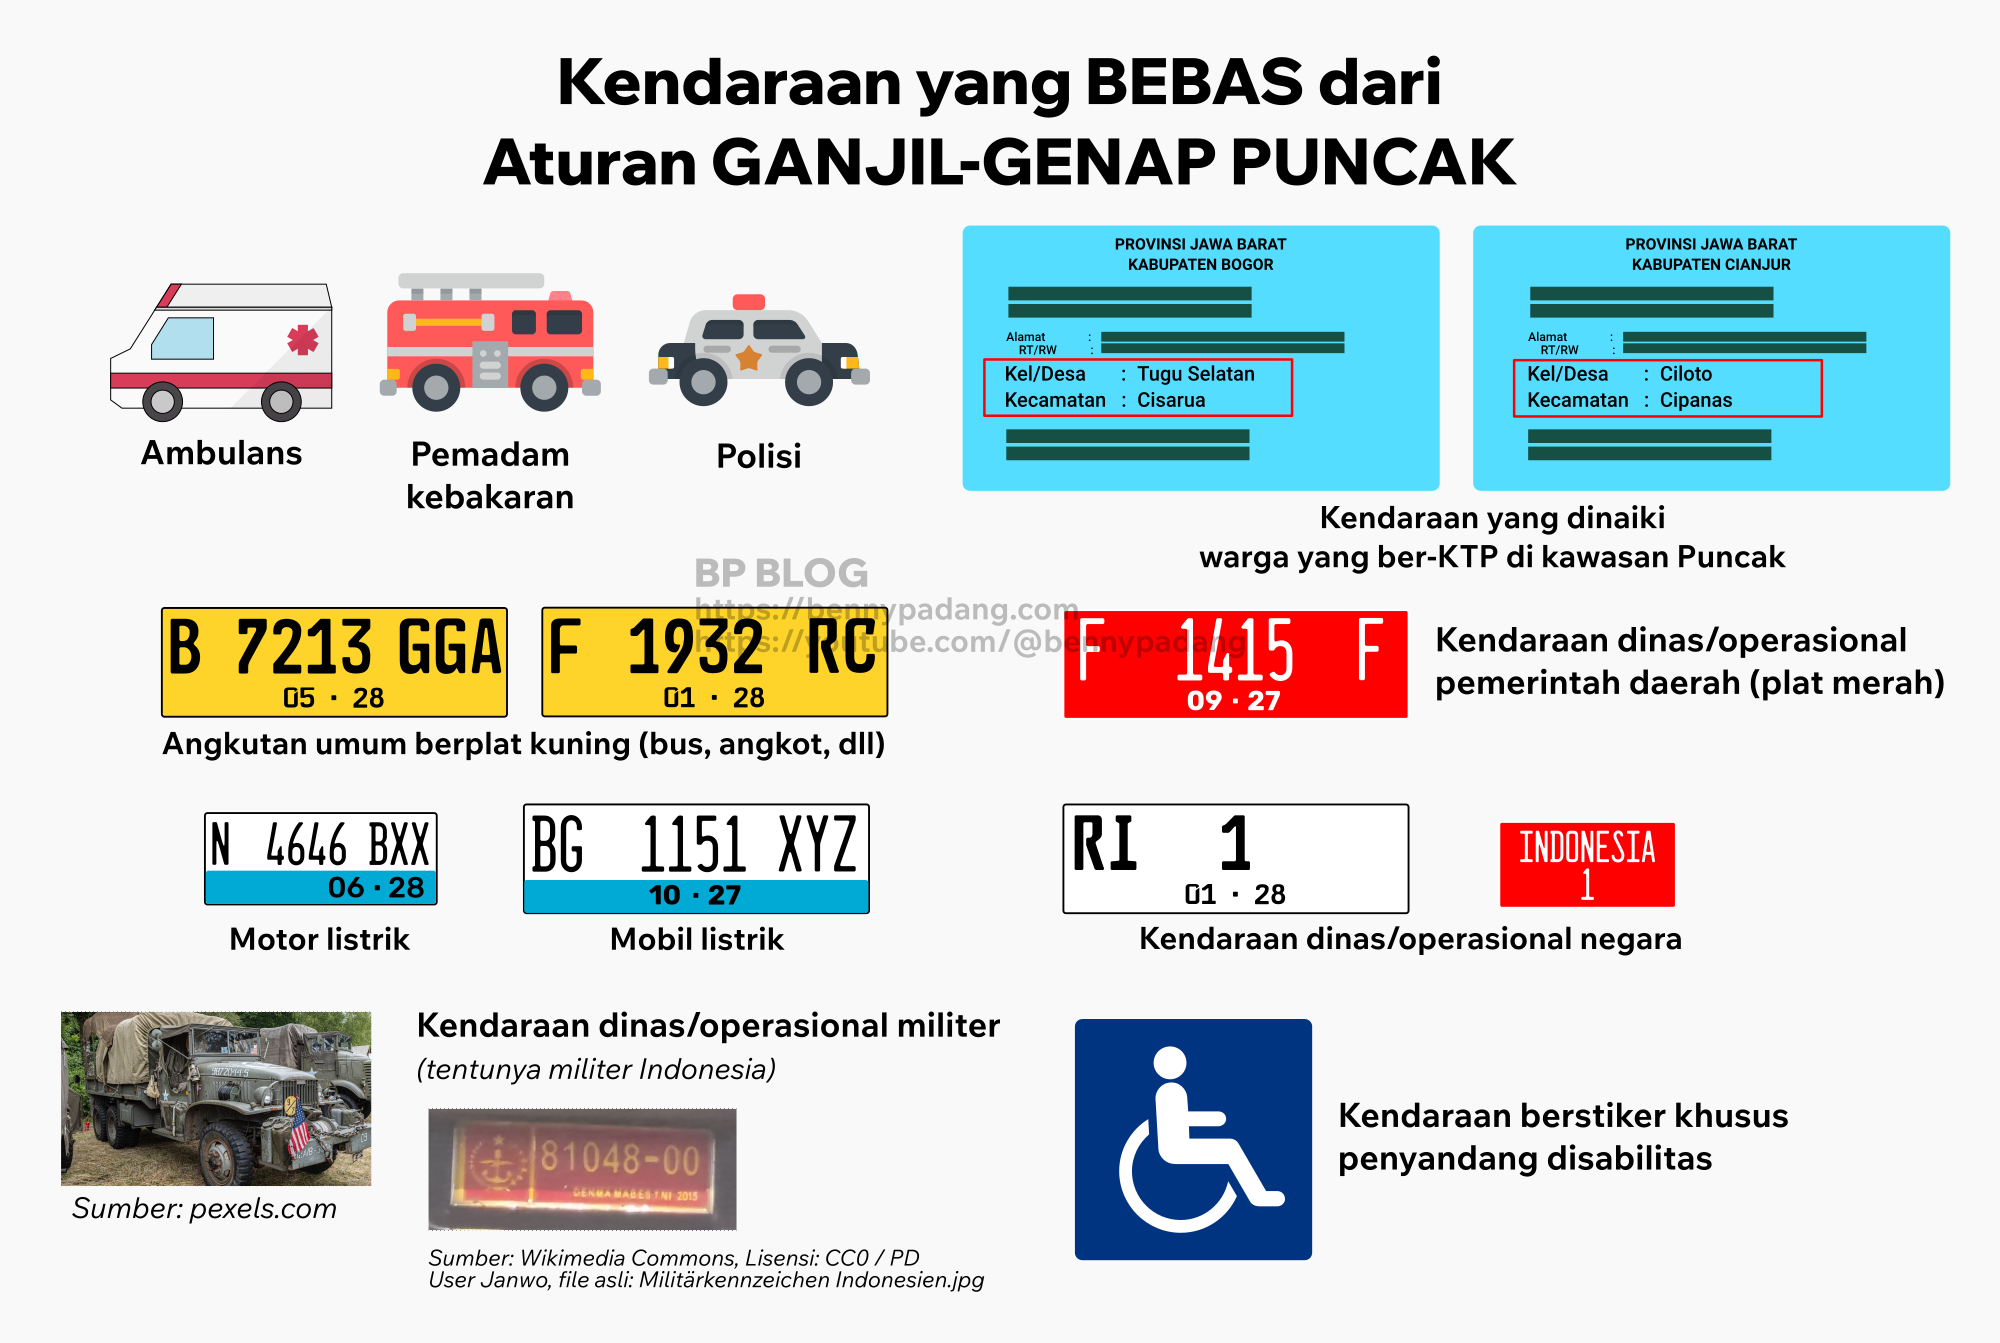 Kendaraan yang BEBAS dari
Aturan GANJIL-GENAP PUNCAK
Ambulans
Pemadam
kebakaran
Polisi
PROVINSI JAWA BARAT
KABUPATEN BOGOR
Alamat :
RT/RW :
Kel/Desa : Tugu Selatan
Kecamatan : Cisarua
PROVINSI JAWA BARAT
KABUPATEN CIANJUR
Alamat :
RT/RW :
Kel/Desa : Ciloto
Kecamatan : Cipanas
Kendaraan yang dinaiki
warga yang ber-KTP di kawasan Puncak
BP BLOG
https://bennypadang.com
https://youtube.com/@bennypadang
B 7213 GGA
05 · 28
F 1932 RC
01 · 28
Angkutan umum berplat kuning (bus, angkot, dll)
F 1415 F
09 · 27
Kendaraan dinas/operasional
pemerintah daerah (plat merah)
N 4646 BXX
06 · 28
Motor listrik
BG 1151 XYZ
10 · 27
Mobil listrik
RI 1
01 · 28
INDONESIA
1
Kendaraan dinas/operasional negara
Sumber: pexels.com
Kendaraan dinas/operasional militer
(tentunya militer Indonesia)
81048-00
DENMA MABES TNI 2015
Sumber: Wikimedia Commons, Lisensi: CC0 / PD
User Janwo, file asli: Militärkennzeichen Indonesien.jpg
Kendaraan berstiker khusus
penyandang disabilitas